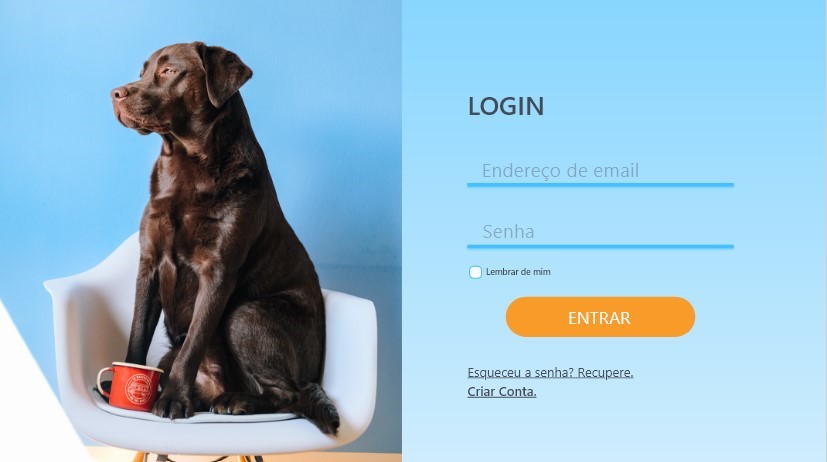 LOGIN
Endereço de email
Senha
Lembrar de mim
ENTRAR
Esqueceu a senha? Recupere.
Criar Conta.